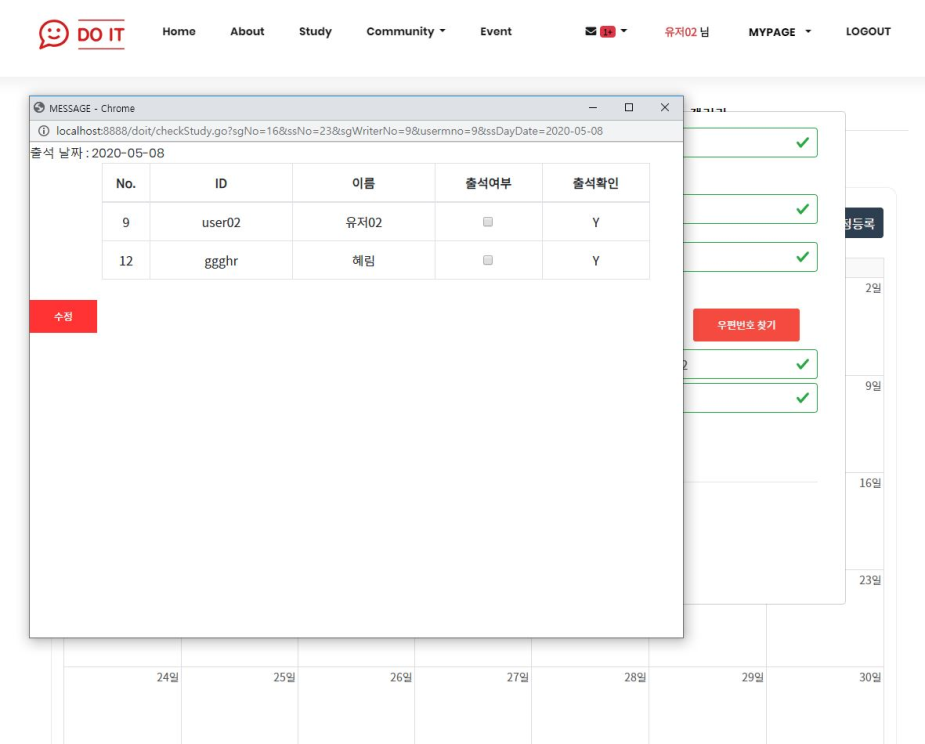 DO IT Home About Study Community Event 1+ 유저02 님 MYPAGE LOGOUT
MESSAGE - Chrome
localhost:8888/doit/checkStudy.go?sgNo=16&ssNo=23&sgWriterNo=9&usermno=9&ssDayDate=2020-05-08
출석 날짜 : 2020-05-08
No. ID 이름 출석여부 출석확인
9 user02 유저02 Y
12 ggghr 혜림 Y
수정
정등록
2일
우편번호 찾기
2
9일
16일
23일
24일 25일 26일 27일 28일 29일 30일